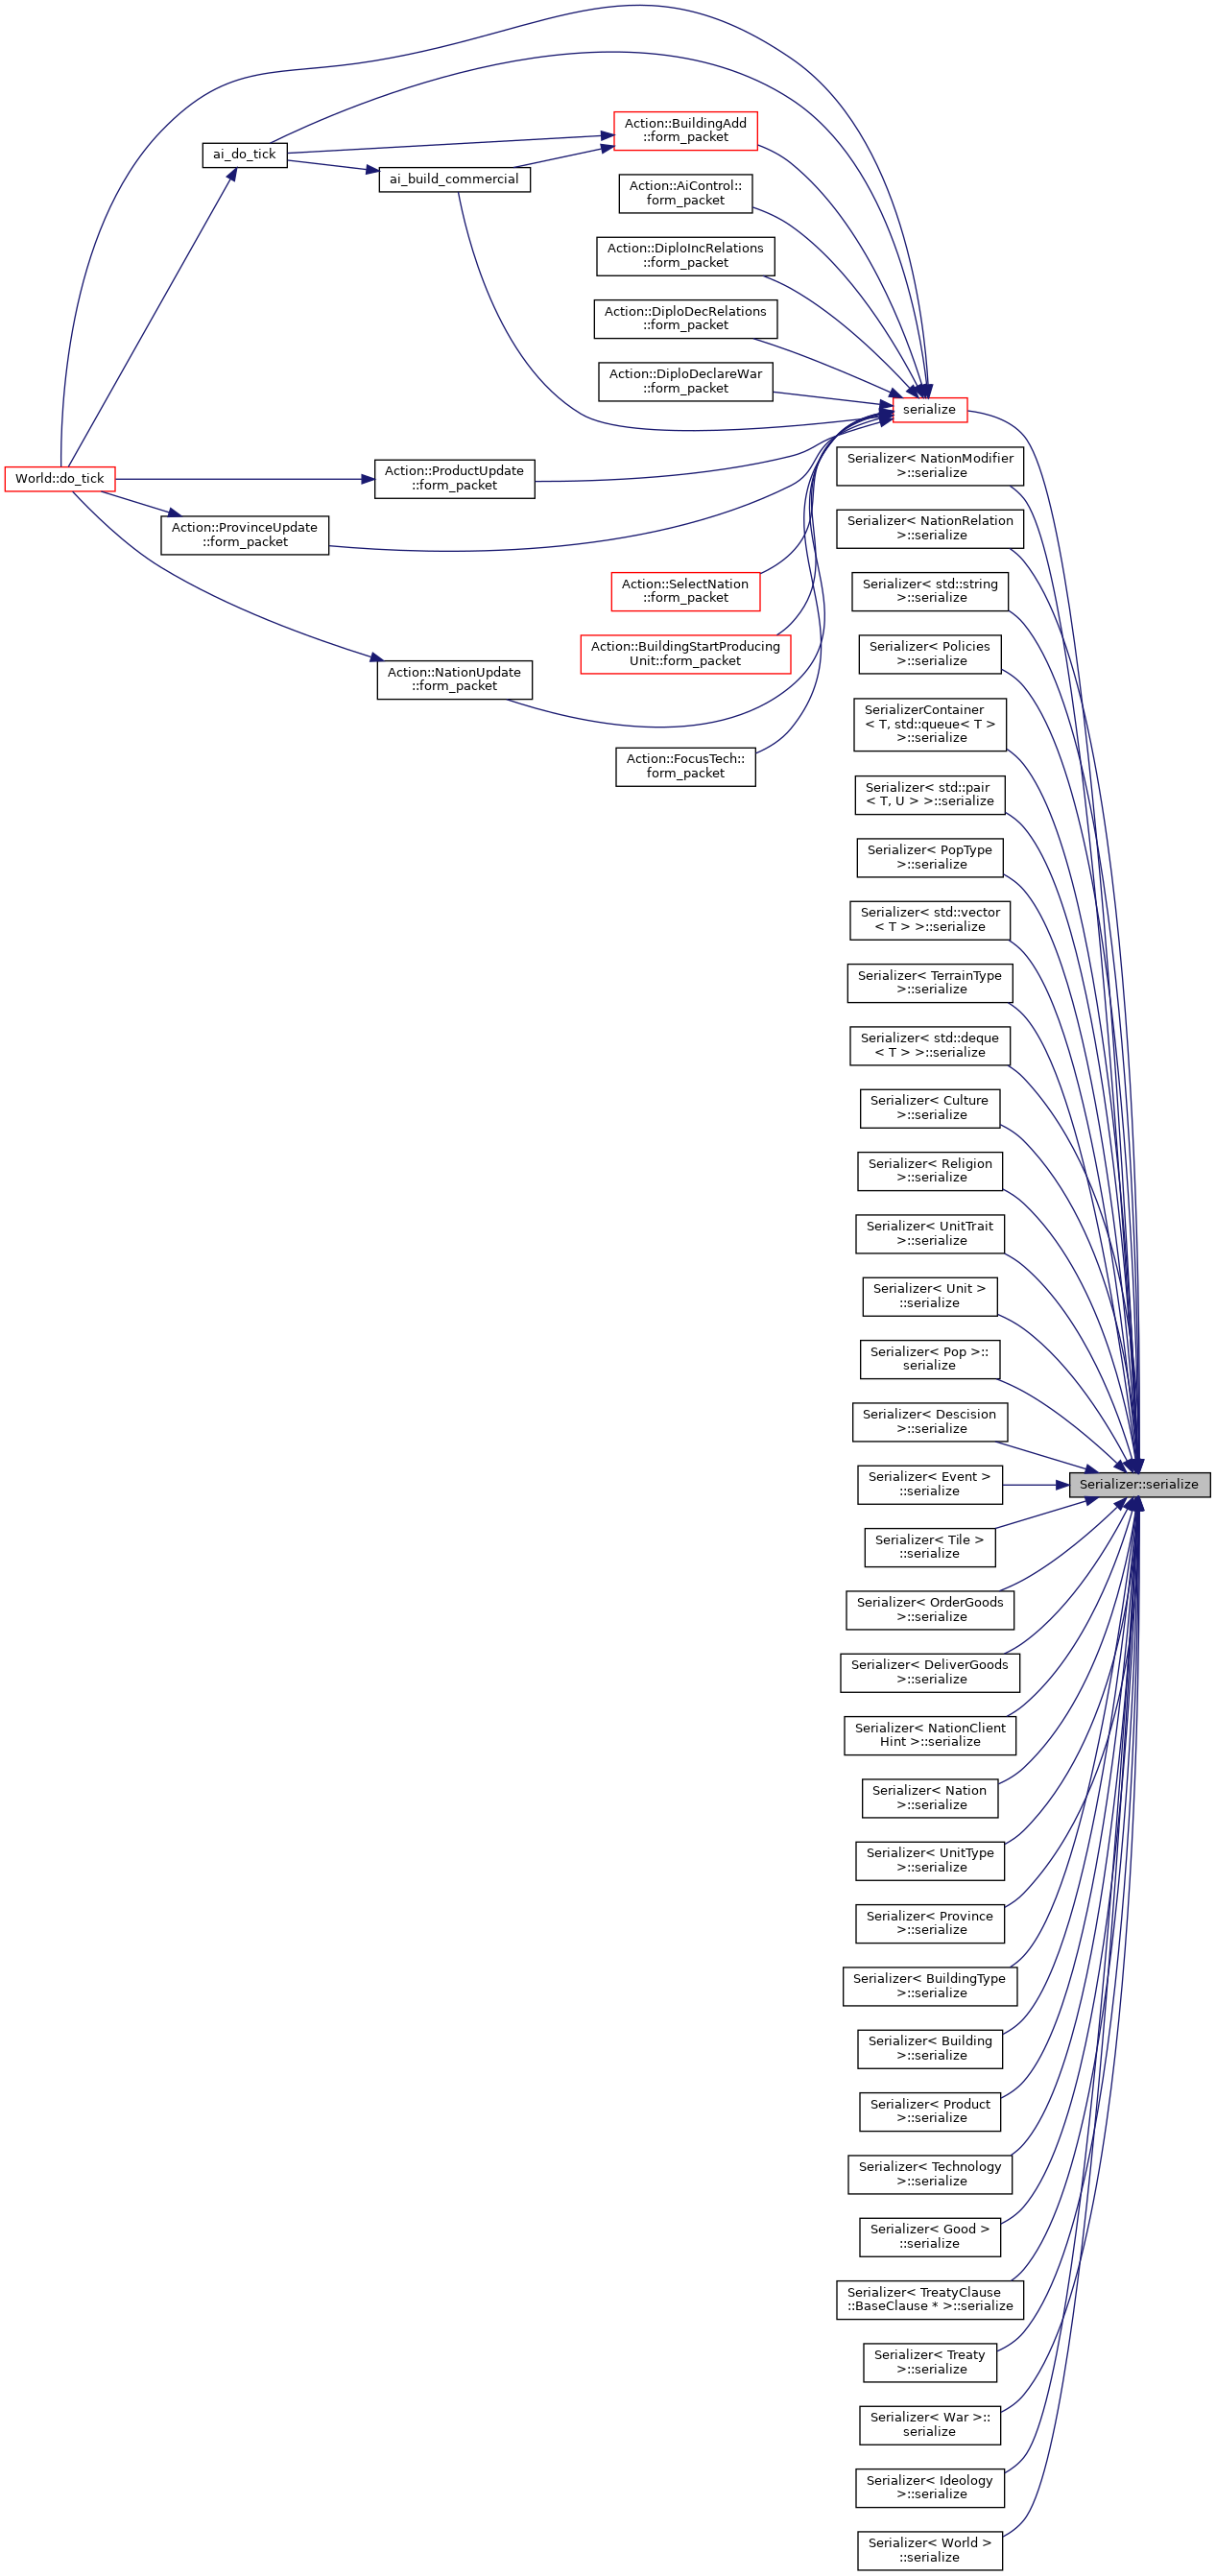 Action::BuildingAdd
::form_packet
ai_do_tick
ai_build_commercial
Action::AiControl::
form_packet
Action::DiploIncRelations
::form_packet
Action::DiploDecRelations
::form_packet
Action::DiploDeclareWar
::form_packet
serialize
World::do_tick
Action::ProductUpdate
::form_packet
Action::ProvinceUpdate
::form_packet
Action::SelectNation
::form_packet
Action::BuildingStartProducing
Unit::form_packet
Action::NationUpdate
::form_packet
Action::FocusTech::
form_packet
Serializer< NationModifier
>::serialize
Serializer< NationRelation
>::serialize
Serializer< std::string
>::serialize
Serializer< Policies
>::serialize
SerializerContainer
< T, std::queue< T >
>::serialize
Serializer< std::pair
< T, U > >::serialize
Serializer< PopType
>::serialize
Serializer< std::vector
< T > >::serialize
Serializer< TerrainType
>::serialize
Serializer< std::deque
< T > >::serialize
Serializer< Culture
>::serialize
Serializer< Religion
>::serialize
Serializer< UnitTrait
>::serialize
Serializer< Unit >
::serialize
Serializer< Pop >::
serialize
Serializer< Descision
>::serialize
Serializer< Event >
::serialize
Serializer::serialize
Serializer< Tile >
::serialize
Serializer< OrderGoods
>::serialize
Serializer< DeliverGoods
>::serialize
Serializer< NationClient
Hint >::serialize
Serializer< Nation
>::serialize
Serializer< UnitType
>::serialize
Serializer< Province
>::serialize
Serializer< BuildingType
>::serialize
Serializer< Building
>::serialize
Serializer< Product
>::serialize
Serializer< Technology
>::serialize
Serializer< Good >
::serialize
Serializer< TreatyClause
::BaseClause * >::serialize
Serializer< Treaty
>::serialize
Serializer< War >::
serialize
Serializer< Ideology
>::serialize
Serializer< World >
::serialize